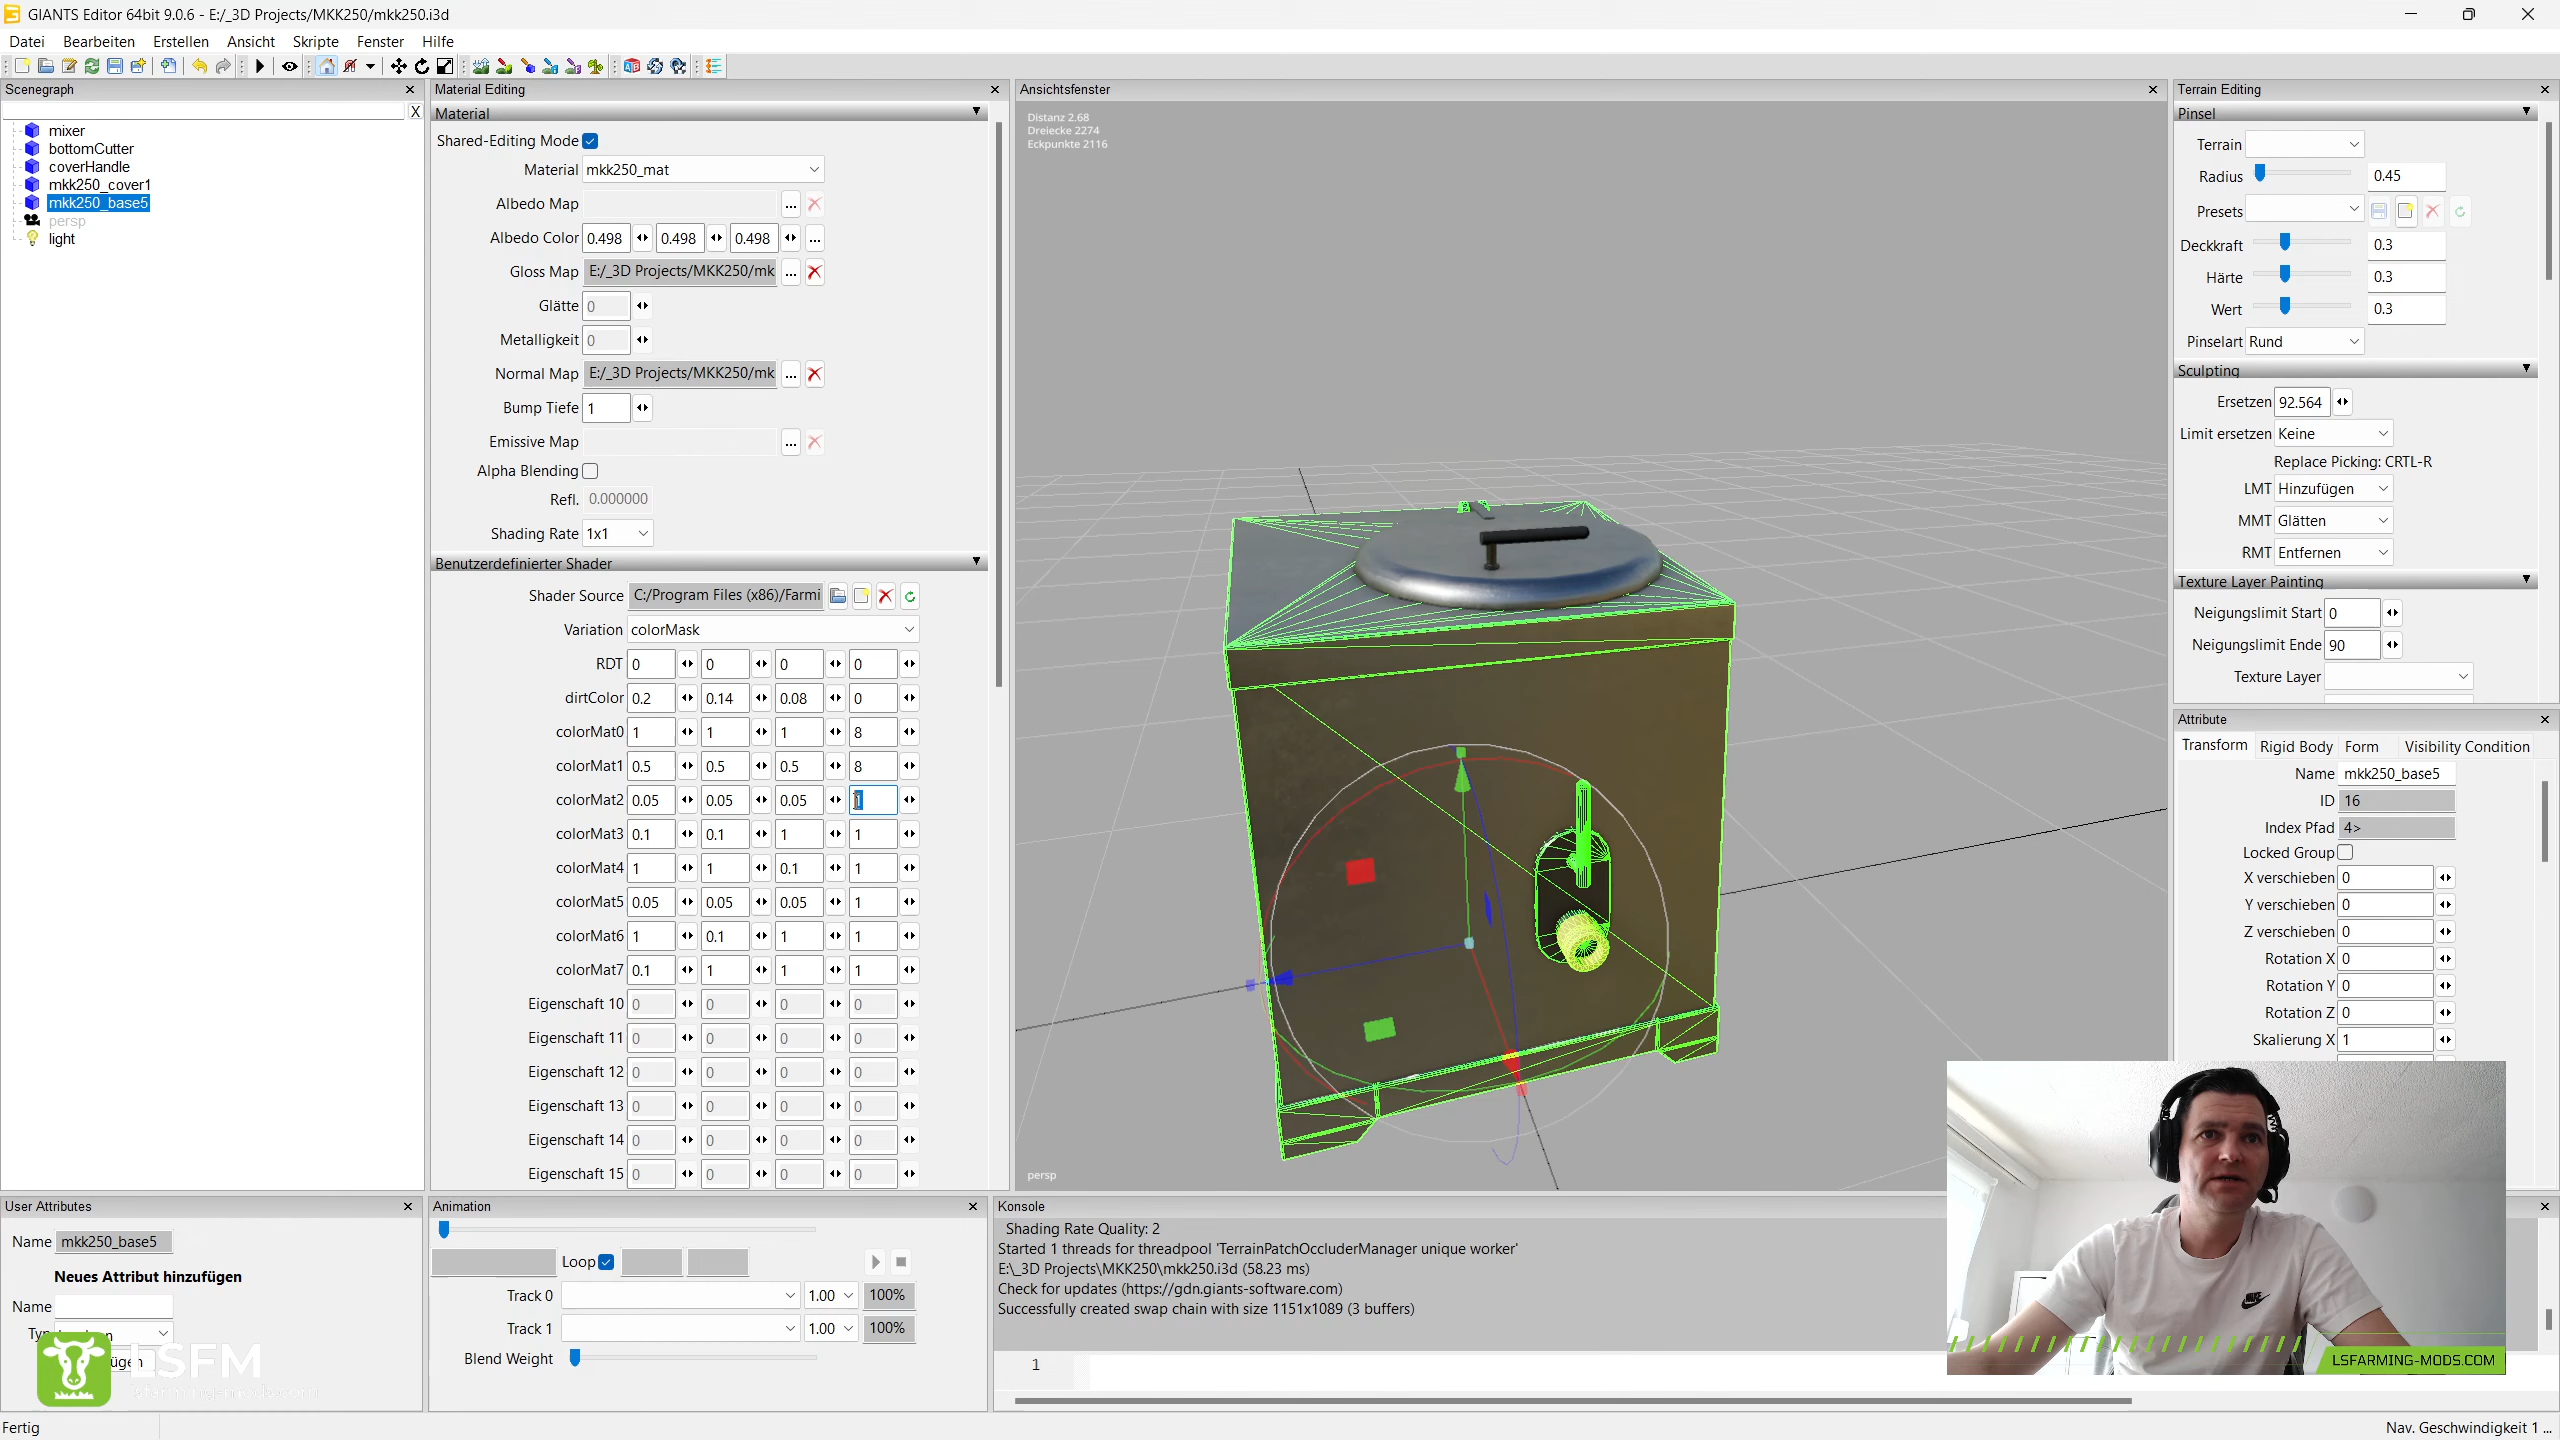 GIANTS Editor 64bit 9.0.6 - E:/_3D Projects/MKK250/mkk250.i3d
Datei Bearbeiten Erstellen Ansicht Skripte Fenster Hilfe
Scenegraph
X
mixer
bottomCutter
coverHandle
mkk250_cover1
mkk250_base5
persp
light
Material Editing
Material
Shared-Editing Mode
Material mkk250_mat
Albedo Map ...
Albedo Color 0.498 0.498 0.498 ...
Gloss Map E:/_3D Projects/MKK250/mk ...
Glätte 0
Metalligkeit 0
Normal Map E:/_3D Projects/MKK250/mk ...
Bump Tiefe 1
Emissive Map ...
Alpha Blending
Refl. 0.000000
Shading Rate 1x1
Benutzerdefinierter Shader
Shader Source C:/Program Files (x86)/Farmi
Variation colorMask
RDT 0 0 0 0
dirtColor 0.2 0.14 0.08 0
colorMat0 1 1 1 8
colorMat1 0.5 0.5 0.5 8
colorMat2 0.05 0.05 0.05
colorMat3 0.1 0.1 1 1
colorMat4 1 1 0.1 1
colorMat5 0.05 0.05 0.05 1
colorMat6 1 0.1 1 1
colorMat7 0.1 1 1 1
Eigenschaft 10 0 0 0 0
Eigenschaft 11 0 0 0 0
Eigenschaft 12 0 0 0 0
Eigenschaft 13 0 0 0 0
Eigenschaft 14 0 0 0 0
Eigenschaft 15 0 0 0 0
Ansichtsfenster
Distanz 2.68
Dreiecke 2274
Eckpunkte 2116
persp
Terrain Editing
Pinsel
Terrain
Radius 0.45
Presets
Deckkraft 0.3
Härte 0.3
Wert 0.3
Pinselart Rund
Sculpting
Ersetzen 92.564
Limit ersetzen Keine
Replace Picking: CRTL-R
LMT Hinzufügen
MMT Glätten
RMT Entfernen
Texture Layer Painting
Neigungslimit Start 0
Neigungslimit Ende 90
Texture Layer
Attribute
Transform Rigid Body Form Visibility Condition
Name mkk250_base5
ID 16
Index Pfad 4>
Locked Group
X verschieben 0
Y verschieben 0
Z verschieben 0
Rotation X 0
Rotation Y 0
Rotation Z 0
Skalierung X 1
User Attributes
Name mkk250_base5
Neues Attribut hinzufügen
Name
LSFM
Animation
Loop
Track 0 1.00 100%
Track 1 1.00 100%
Blend Weight
Konsole
Shading Rate Quality: 2
Started 1 threads for threadpool 'TerrainPatchOccluderManager unique worker'
E:\_3D Projects\MKK250\mkk250.i3d (58.23 ms)
Check for updates (https://gdn.giants-software.com)
Successfully created swap chain with size 1151x1089 (3 buffers)
1
LSFARMING-MODS.COM
Fertig
Nav. Geschwindigkeit 1 ...